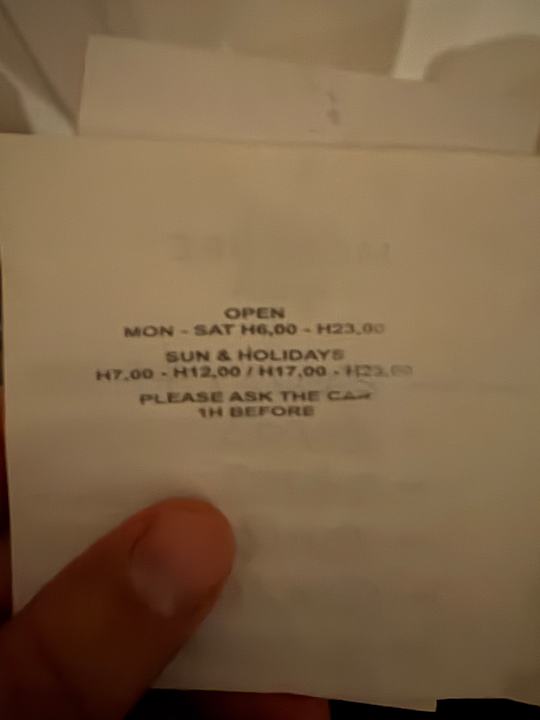 OPEN
MON - SAT H6,00 - H23,00
SUN & HOLIDAYS
H7,00 - H12,00 / H17,00 - H23,00
PLEASE ASK THE CAR
1H BEFORE